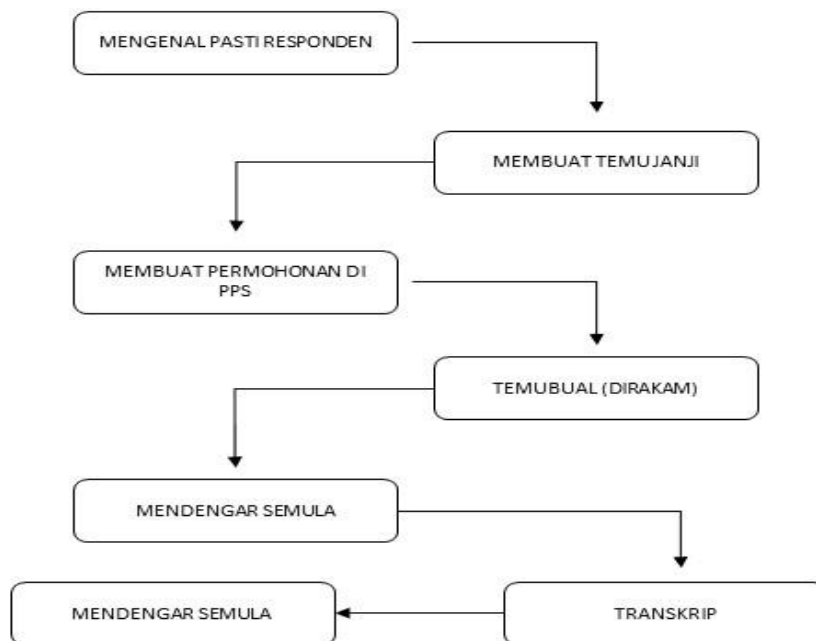 MENGENAL PASTI RESPONDEN
MEMBUAT TEMUJANJI
MEMBUAT PERMOHONAN DI
PPS
TEMUBUAL (DIRAKAM)
MENDENGAR SEMULA
MENDENGAR SEMULA
TRANSKRIP